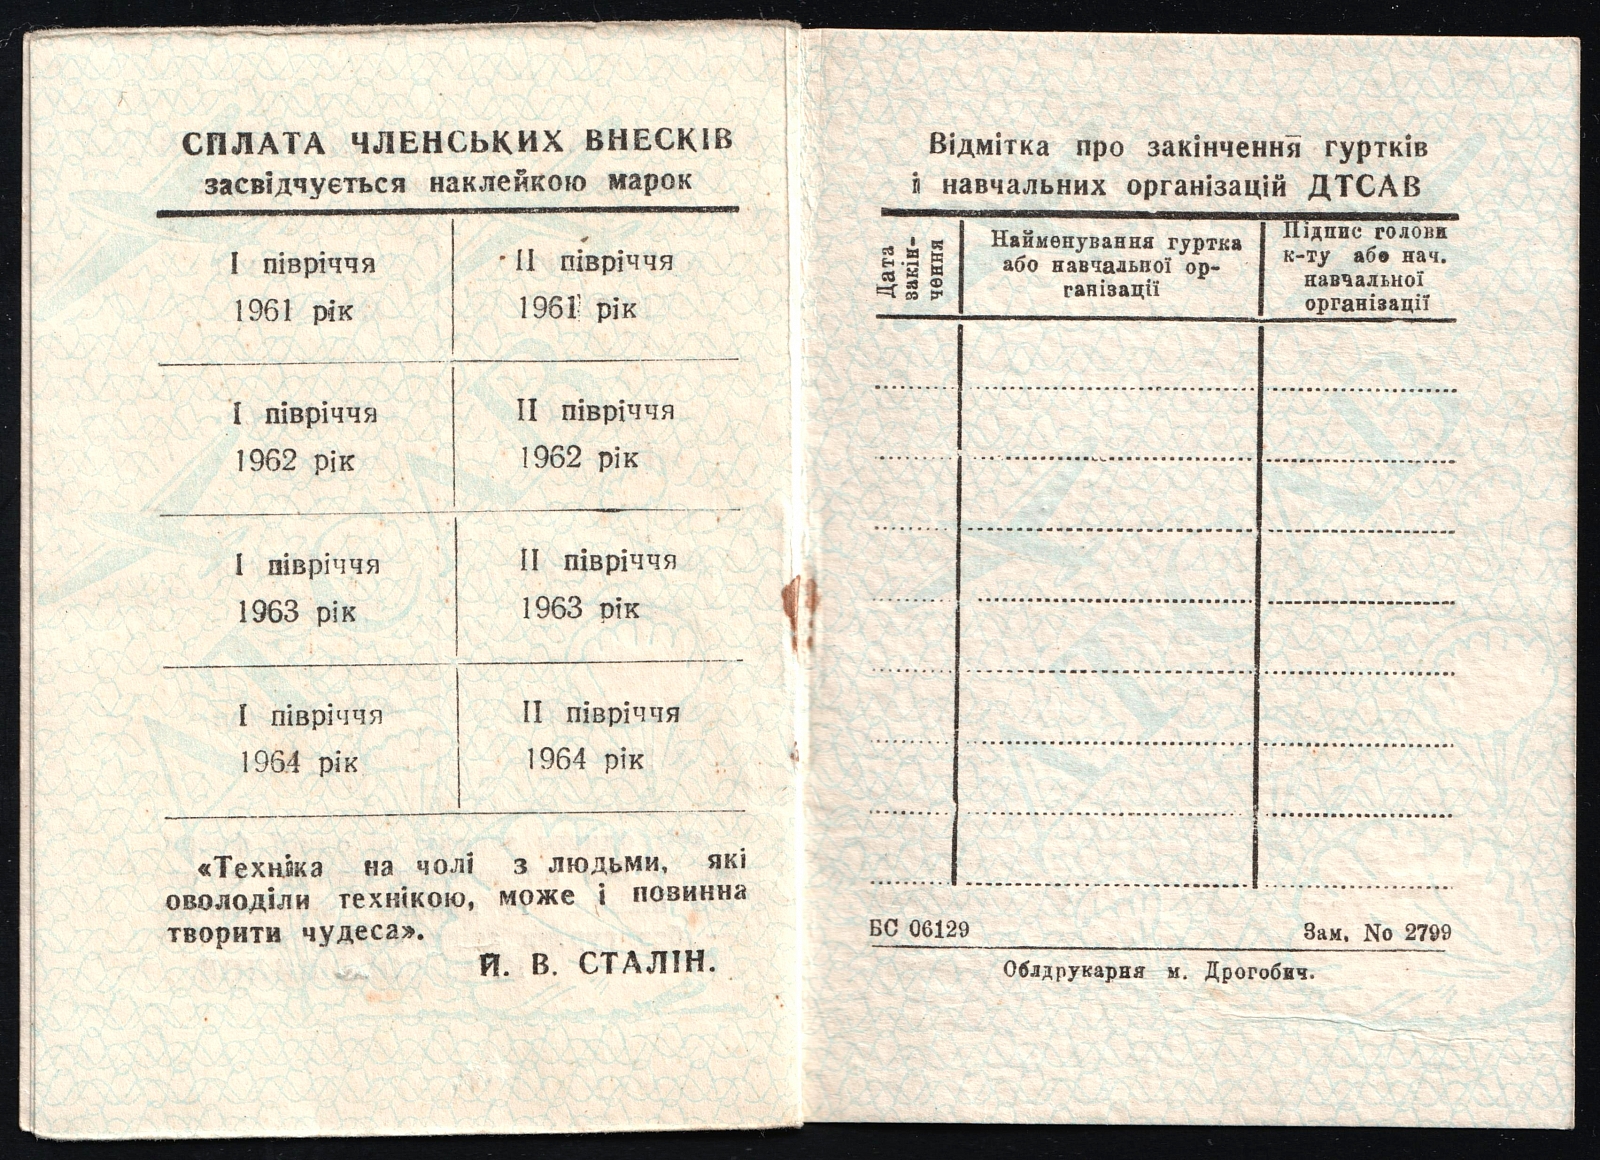 СПЛАТА ЧЛЕНСЬКИХ ВНЕСКІВ
засвідчується наклейкою марок
I півріччя
1961 рік
II півріччя
1961 рік
I півріччя
1962 рік
II півріччя
1962 рік
I півріччя
1963 рік
II півріччя
1963 рік
I півріччя
1964 рік
II півріччя
1964 рік
«Техніка на чолі з людьми, які
оволоділи технікою, може і повинна
творити чудеса».
Й. В. СТАЛІН.
Відмітка про закінчення гуртків
і навчальних організацій ДТСАВ
Дата
закін-
чення
Найменування гуртка
або навчальної ор-
ганізації
Підпис голови
к-ту або нач.
навчальної
організації
БС 06129
Зам. No 2799
Облдрукарня м. Дрогобич.